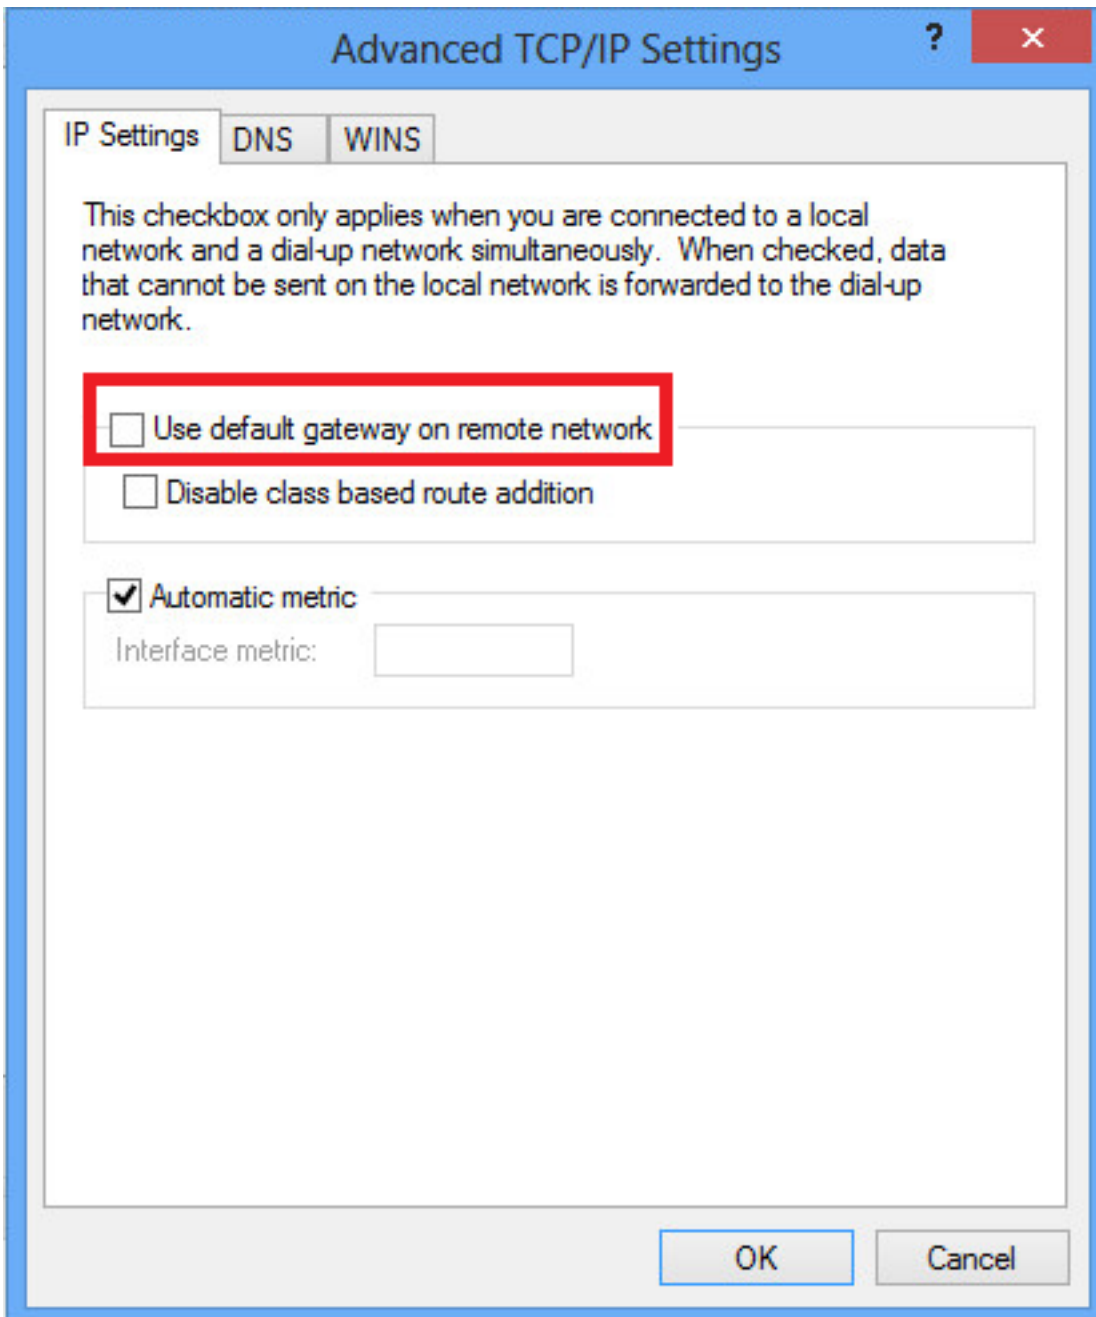 Advanced TCP/IP Settings
?
IP Settings
DNS
WINS
This checkbox only applies when you are connected to a local
network and a dial-up network simultaneously.  When checked, data
that cannot be sent on the local network is forwarded to the dial-up
network.
Use default gateway on remote network
Disable class based route addition
Automatic metric
Interface metric:
OK
Cancel